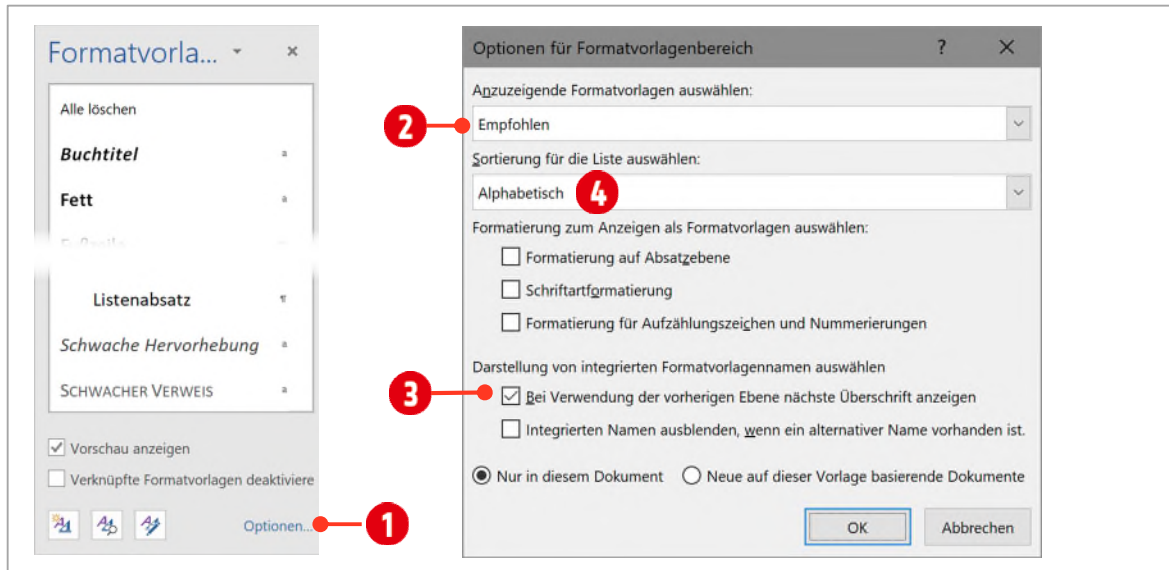 Formatvorla...
Alle löschen
Buchtitel a
Fett a
Listenabsatz ¶
Schwache Hervorhebung a
SCHWACHER VERWEIS a
Vorschau anzeigen
Verknüpfte Formatvorlagen deaktiviere
Optionen...
1
Optionen für Formatvorlagenbereich ? X
Anzuzeigende Formatvorlagen auswählen:
2
Empfohlen
Sortierung für die Liste auswählen:
Alphabetisch 4
Formatierung zum Anzeigen als Formatvorlagen auswählen:
Formatierung auf Absatzebene
Schriftartformatierung
Formatierung für Aufzählungszeichen und Nummerierungen
Darstellung von integrierten Formatvorlagennamen auswählen
3
Bei Verwendung der vorherigen Ebene nächste Überschrift anzeigen
Integrierten Namen ausblenden, wenn ein alternativer Name vorhanden ist.
Nur in diesem Dokument Neue auf dieser Vorlage basierende Dokumente
OK Abbrechen